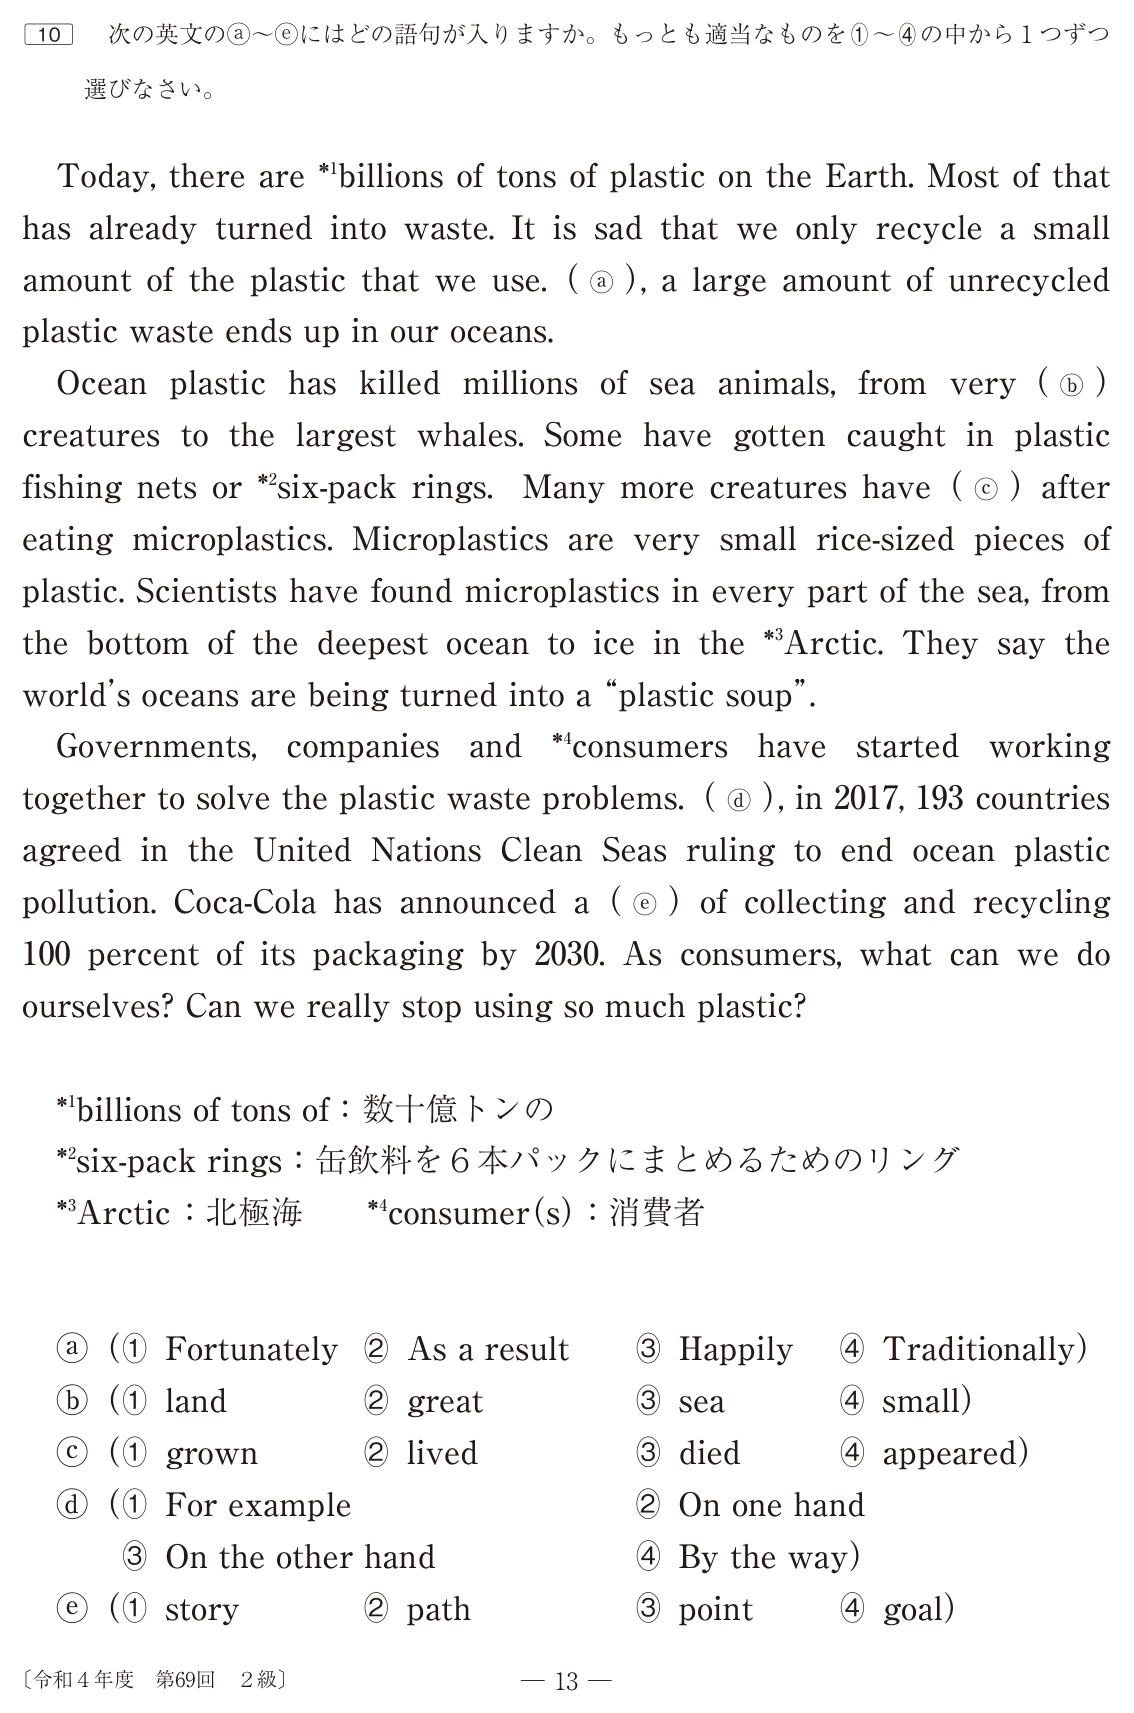 10 次の英文のⓐ～ⓔにはどの語句が入りますか。もっとも適当なものを①～④の中から１つずつ
選びなさい。
Today, there are *1billions of tons of plastic on the Earth. Most of that
has already turned into waste. It is sad that we only recycle a small
amount of the plastic that we use. ( ⓐ ), a large amount of unrecycled
plastic waste ends up in our oceans.
Ocean plastic has killed millions of sea animals, from very ( ⓑ )
creatures to the largest whales. Some have gotten caught in plastic
fishing nets or *2six-pack rings. Many more creatures have ( ⓒ ) after
eating microplastics. Microplastics are very small rice-sized pieces of
plastic. Scientists have found microplastics in every part of the sea, from
the bottom of the deepest ocean to ice in the *3Arctic. They say the
world’s oceans are being turned into a “plastic soup”.
Governments, companies and *4consumers have started working
together to solve the plastic waste problems. ( ⓓ ), in 2017, 193 countries
agreed in the United Nations Clean Seas ruling to end ocean plastic
pollution. Coca-Cola has announced a ( ⓔ ) of collecting and recycling
100 percent of its packaging by 2030. As consumers, what can we do
ourselves? Can we really stop using so much plastic?
*1billions of tons of：数十億トンの
*2six-pack rings：缶飲料を６本パックにまとめるためのリング
*3Arctic：北極海 *4consumer(s)：消費者
ⓐ (① Fortunately ② As a result ③ Happily ④ Traditionally)
ⓑ (① land ② great ③ sea ④ small)
ⓒ (① grown ② lived ③ died ④ appeared)
ⓓ (① For example ② On one hand
③ On the other hand ④ By the way)
ⓔ (① story ② path ③ point ④ goal)
〔令和４年度 第69回 ２級〕 — 13 —